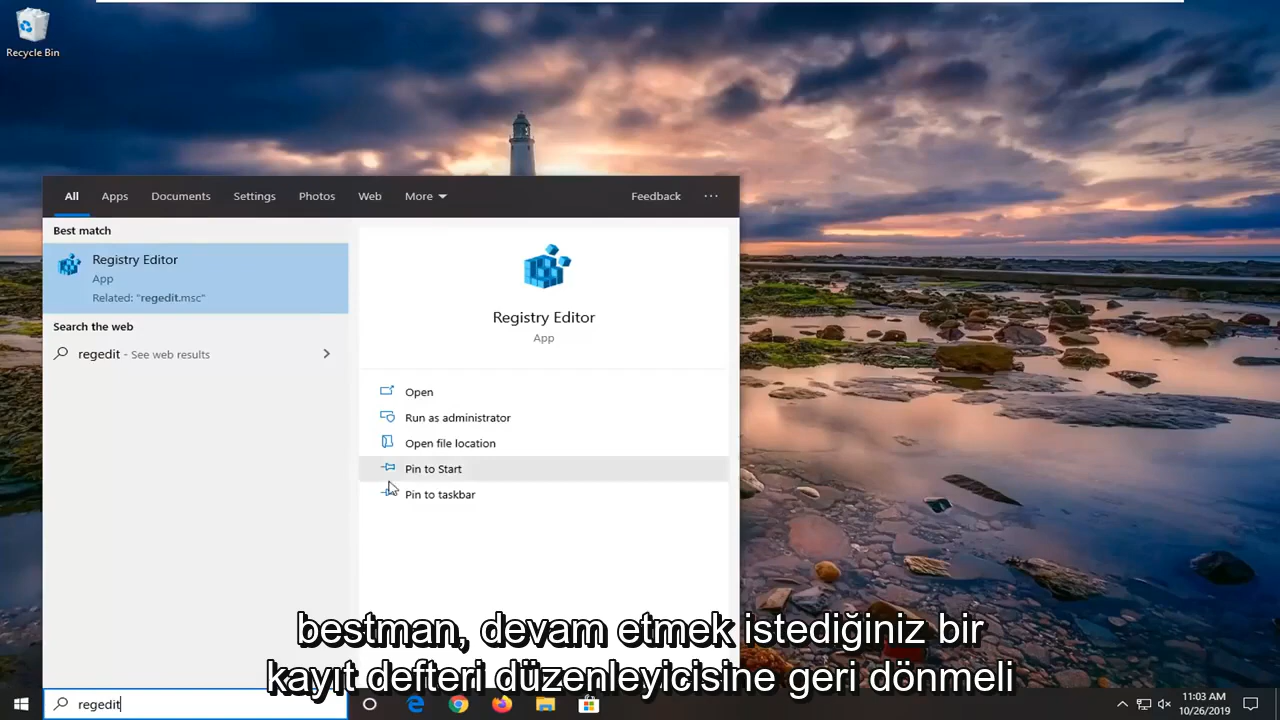 Recycle Bin
All Apps Documents Settings Photos Web More Feedback ...
Best match
Registry Editor
App
Related: "regedit.msc"
Search the web
regedit - See web results
Registry Editor
App
Open
Run as administrator
Open file location
Pin to Start
Pin to taskbar
bestman, devam etmek istediğiniz bir
kayıt defteri düzenleyicisine geri dönmeli
regedit
11:03 AM
10/26/2019